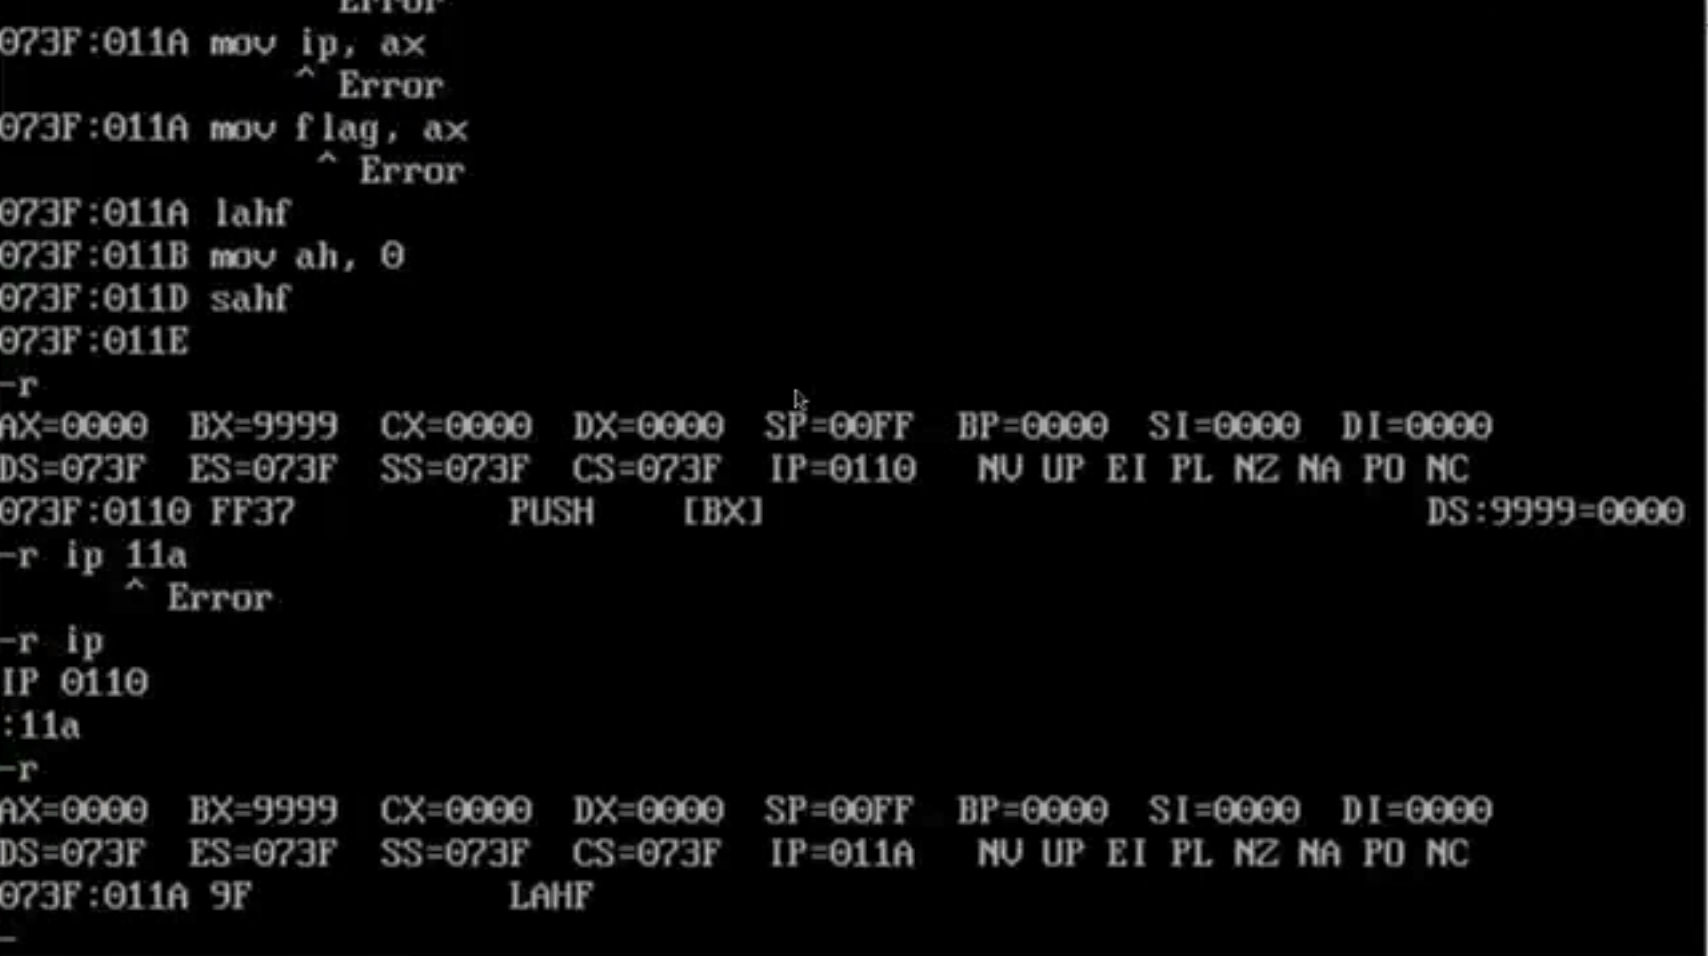 Error
073F:011A mov ip, ax
^ Error
073F:011A mov flag, ax
^ Error
073F:011A lahf
073F:011B mov ah, 0
073F:011D sahf
073F:011E
-r
AX=0000 BX=9999 CX=0000 DX=0000 SP=00FF BP=0000 SI=0000 DI=0000
DS=073F ES=073F SS=073F CS=073F IP=0110 NV UP EI PL NZ NA PO NC
073F:0110 FF37 PUSH [BX] DS:9999=0000
-r ip 11a
^ Error
-r ip
IP 0110
:11a
-r
AX=0000 BX=9999 CX=0000 DX=0000 SP=00FF BP=0000 SI=0000 DI=0000
DS=073F ES=073F SS=073F CS=073F IP=011A NV UP EI PL NZ NA PO NC
073F:011A 9F LAHF
-